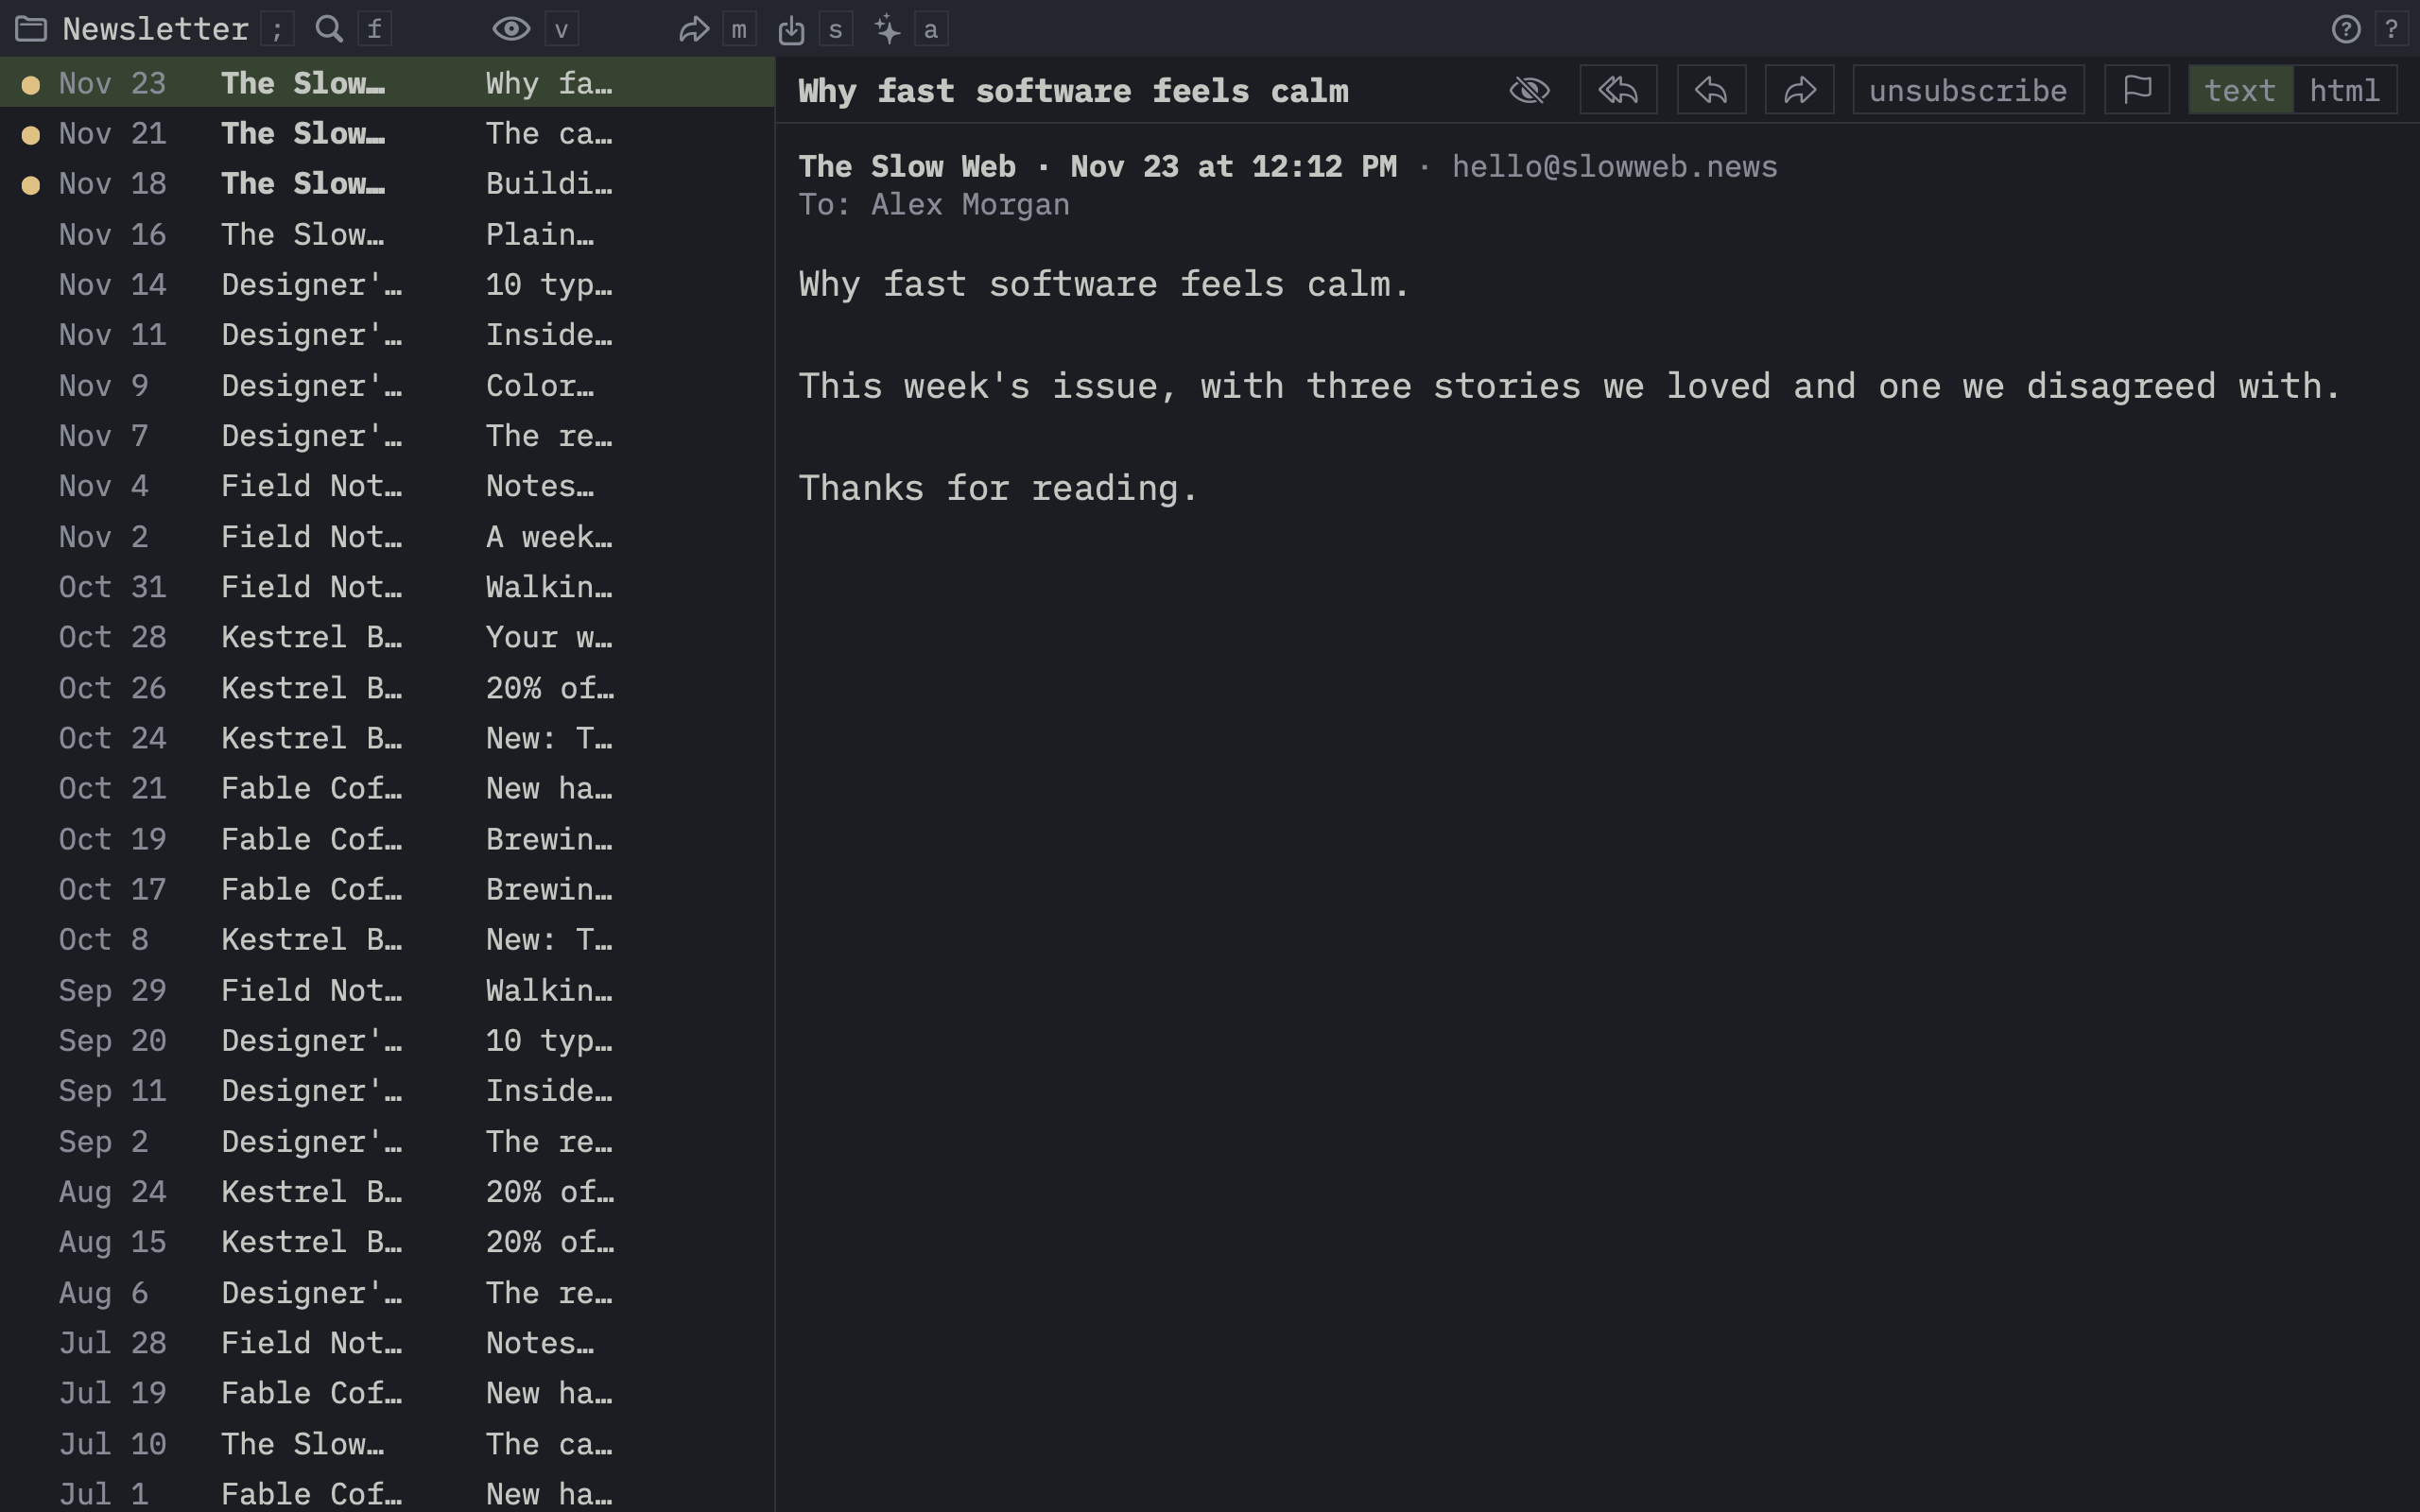 Newsletter ; f v m s a ?
Nov 23 The Slow… Why fa…
Nov 21 The Slow… The ca…
Nov 18 The Slow… Buildi…
Nov 16 The Slow… Plain…
Nov 14 Designer'… 10 typ…
Nov 11 Designer'… Inside…
Nov 9 Designer'… Color…
Nov 7 Designer'… The re…
Nov 4 Field Not… Notes…
Nov 2 Field Not… A week…
Oct 31 Field Not… Walkin…
Oct 28 Kestrel B… Your w…
Oct 26 Kestrel B… 20% of…
Oct 24 Kestrel B… New: T…
Oct 21 Fable Cof… New ha…
Oct 19 Fable Cof… Brewin…
Oct 17 Fable Cof… Brewin…
Oct 8 Kestrel B… New: T…
Sep 29 Field Not… Walkin…
Sep 20 Designer'… 10 typ…
Sep 11 Designer'… Inside…
Sep 2 Designer'… The re…
Aug 24 Kestrel B… 20% of…
Aug 15 Kestrel B… 20% of…
Aug 6 Designer'… The re…
Jul 28 Field Not… Notes…
Jul 19 Fable Cof… New ha…
Jul 10 The Slow… The ca…
Jul 1 Fable Cof… New ha…
Why fast software feels calm unsubscribe text html
The Slow Web · Nov 23 at 12:12 PM · hello@slowweb.news
To: Alex Morgan
Why fast software feels calm.
This week's issue, with three stories we loved and one we disagreed with.
Thanks for reading.